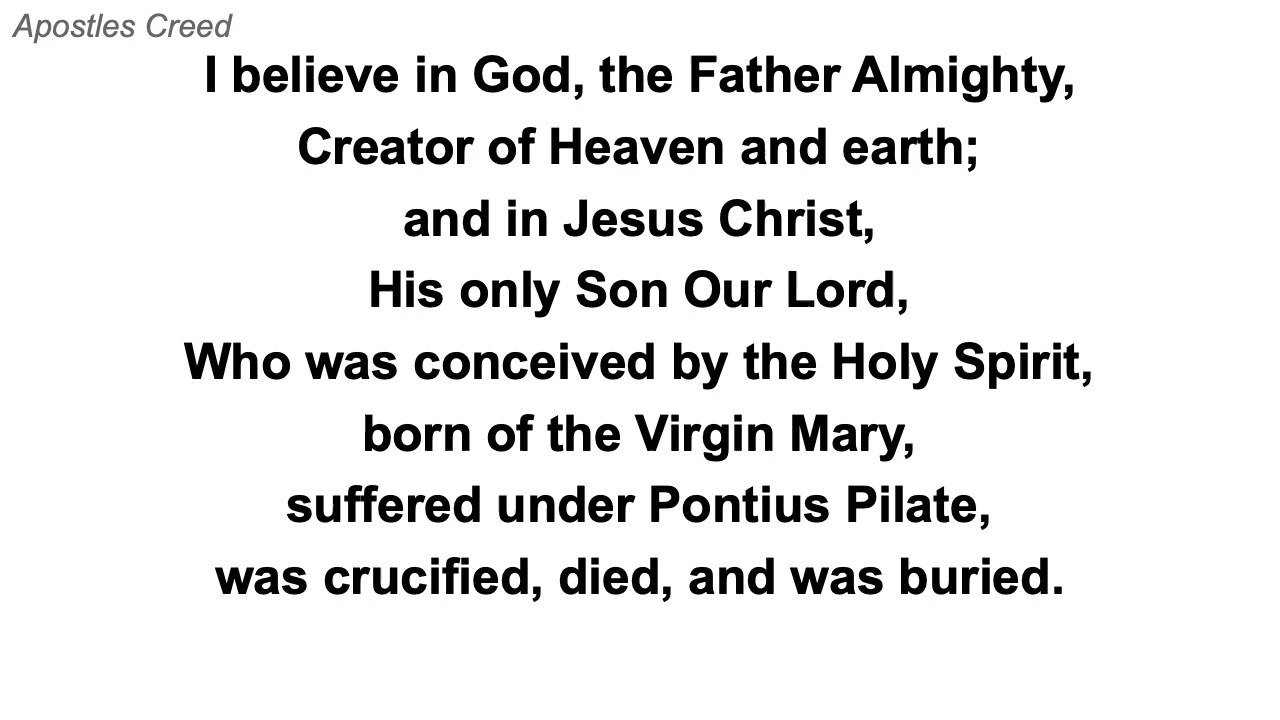 Apostles Creed
I believe in God, the Father Almighty,
Creator of Heaven and earth;
and in Jesus Christ,
His only Son Our Lord,
Who was conceived by the Holy Spirit,
born of the Virgin Mary,
suffered under Pontius Pilate,
was crucified, died, and was buried.